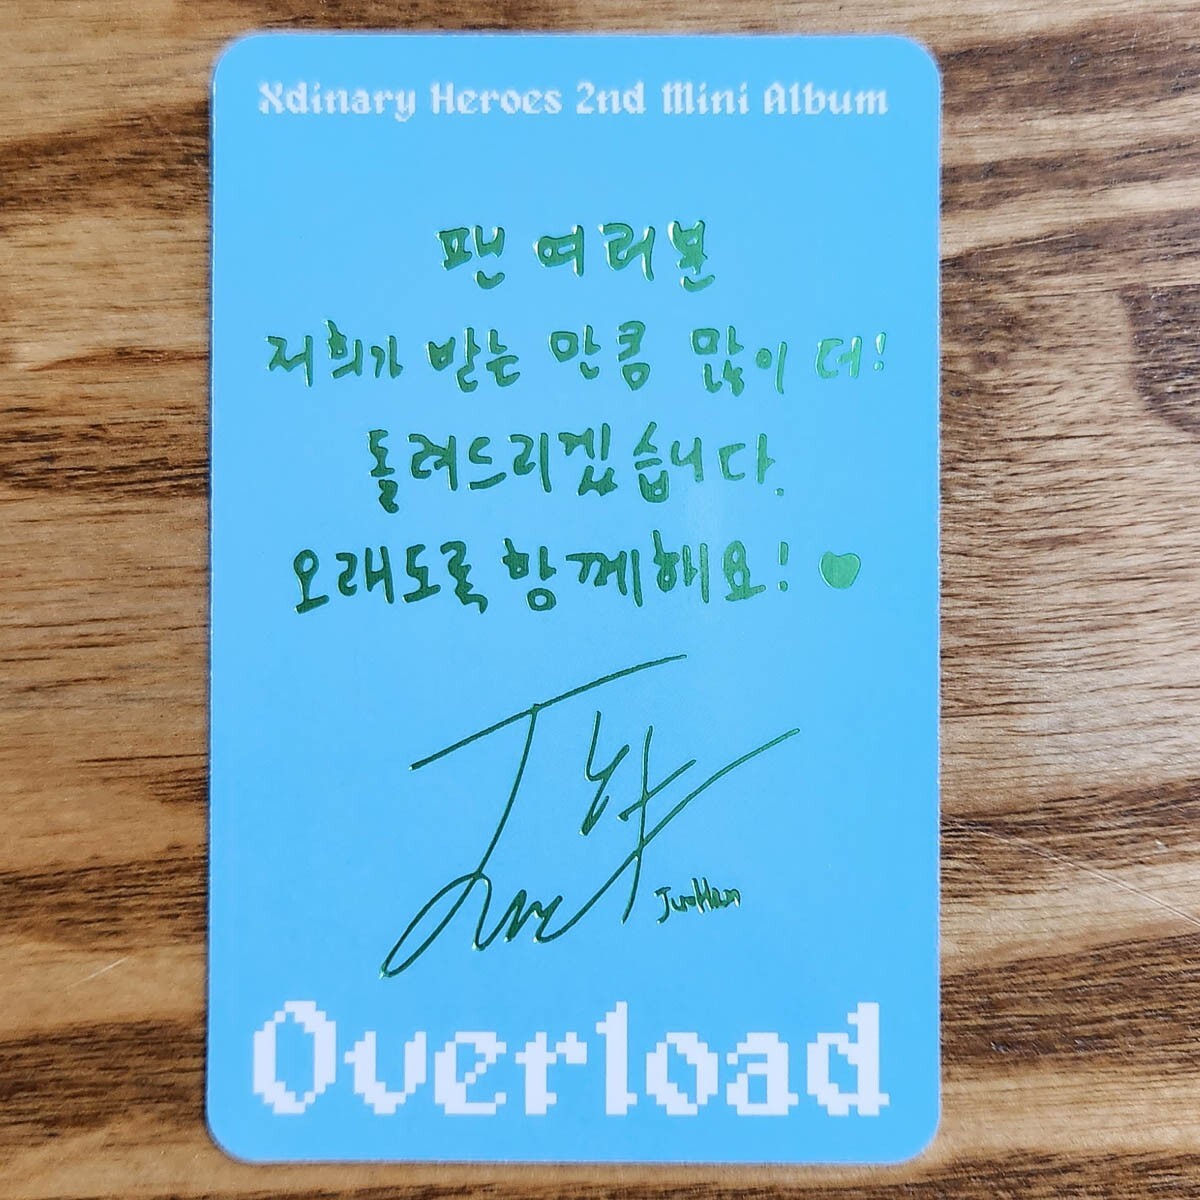 Xdinary Heroes 2nd Mini Album
팬 여러분
저희가 받는 만큼 많이 더!
돌려드리겠습니다.
오래도록 함께해요!
JunHan
Overload